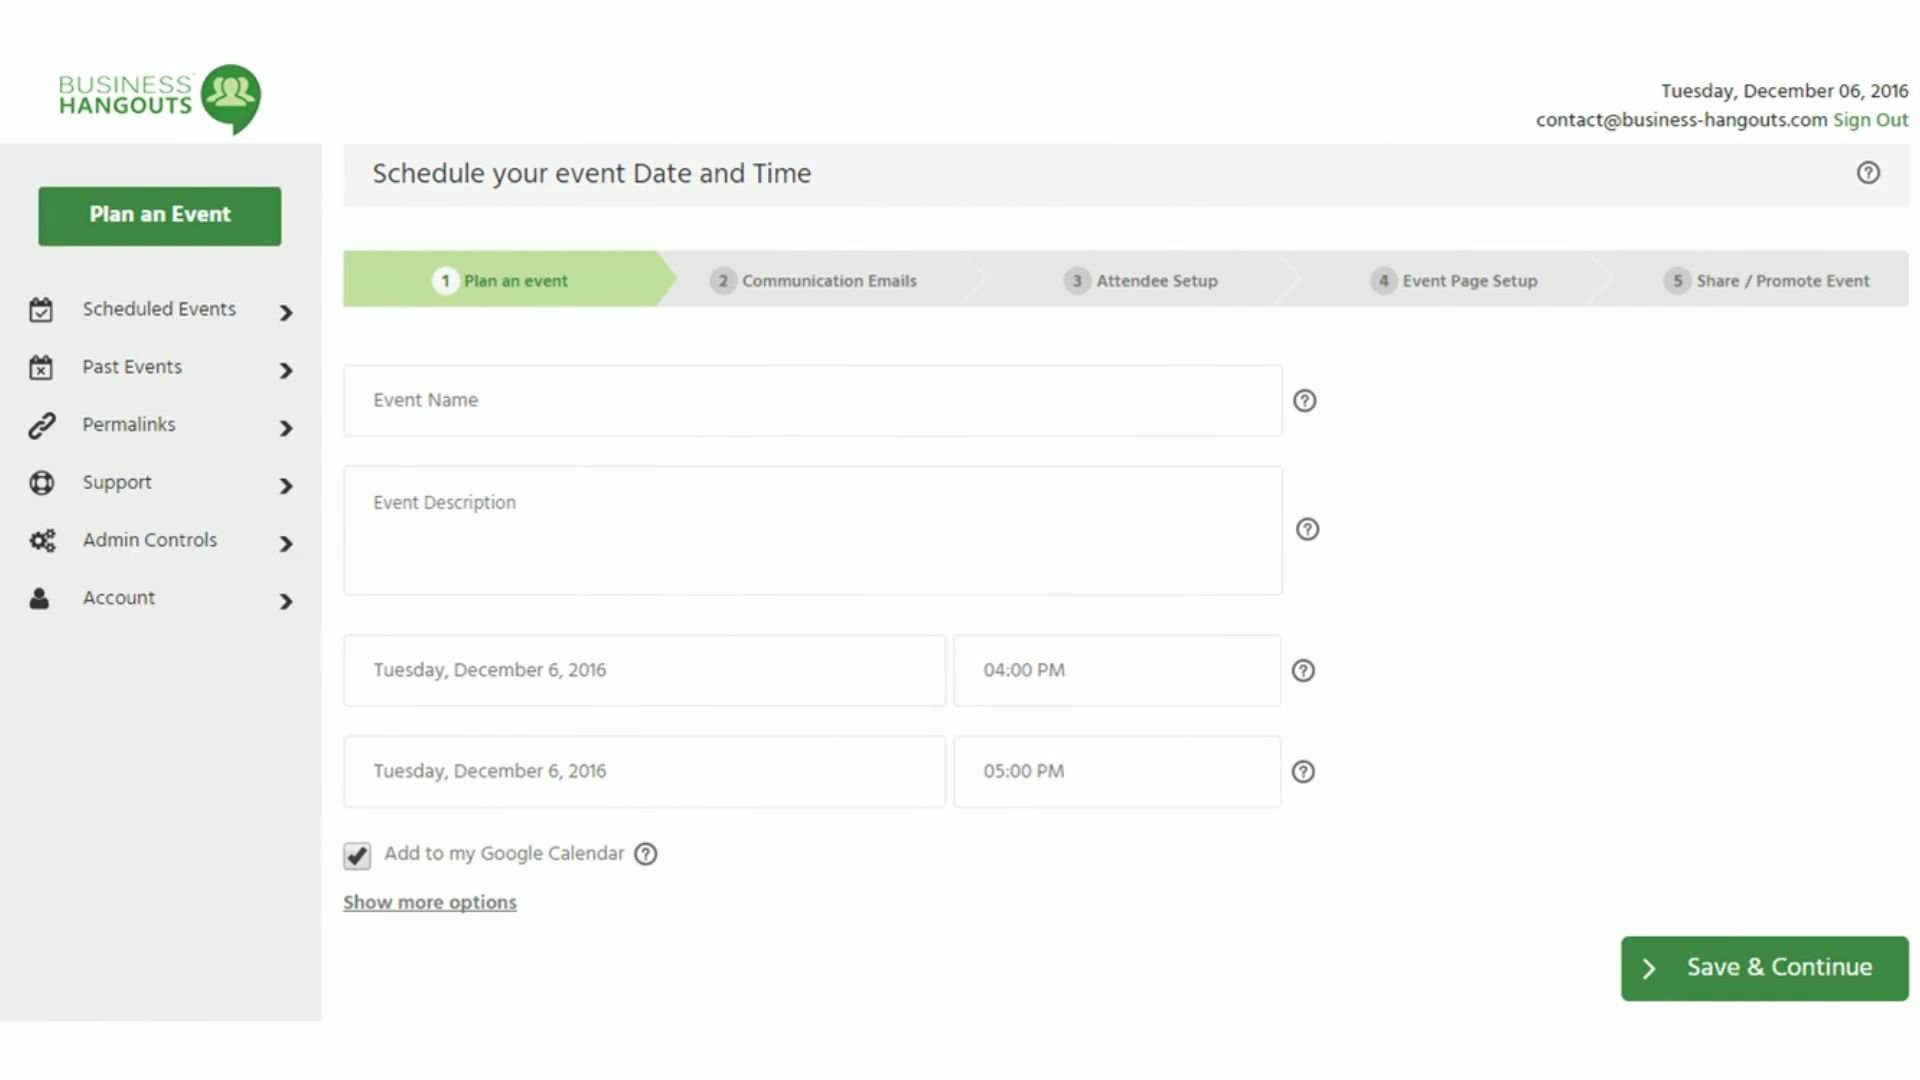 BUSINESS
HANGOUTS
Tuesday, December 06, 2016
contact@business-hangouts.com Sign Out
Plan an Event
Scheduled Events
Past Events
Permalinks
Support
Admin Controls
Account
Schedule your event Date and Time
1 Plan an event
2 Communication Emails
3 Attendee Setup
4 Event Page Setup
5 Share / Promote Event
Event Name
Event Description
Tuesday, December 6, 2016 04:00 PM
Tuesday, December 6, 2016 05:00 PM
Add to my Google Calendar
Show more options
Save & Continue